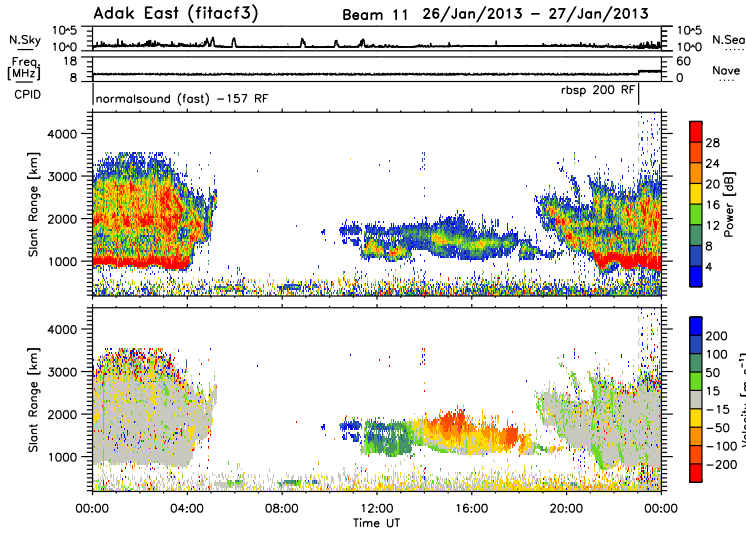 Adak East (fitacf3) Beam 11 26/Jan/2013 - 27/Jan/2013
N.Sky 10^5 10^0 10^5 10^0 N.Sea
Freq. [MHz] 18 8 60 0 Nave
CPID normalsound (fast) -157 RF rbsp 200 RF
Slant Range [km] 4000 3000 2000 1000
28 24 20 16 12 8 4 Power [dB]
Slant Range [km] 4000 3000 2000 1000
200 100 50 15 -15 -50 -100 -200 Velocity [m s^-1]
00:00 04:00 08:00 12:00 16:00 20:00 00:00
Time UT